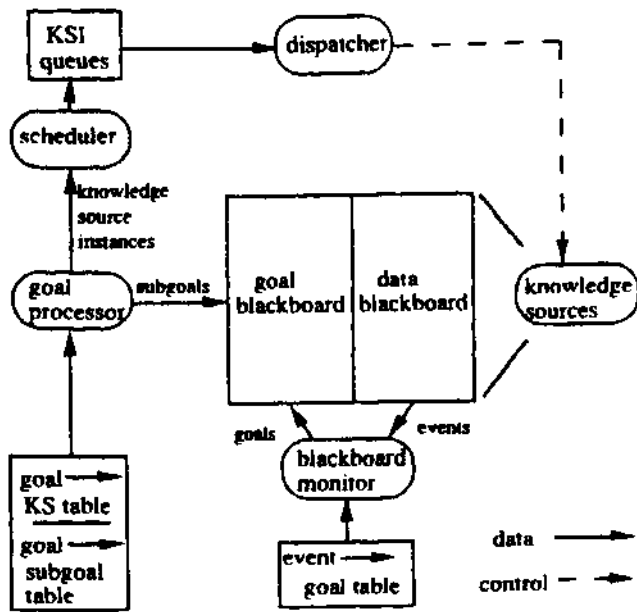 KSI
queues
dispatcher
scheduler
knowledge
source
instances
goal
processor
subgoals
goal
blackboard
data
blackboard
knowledge
sources
goals
events
blackboard
monitor
goal
KS table
goal
subgoal
table
event
goal table
data
control